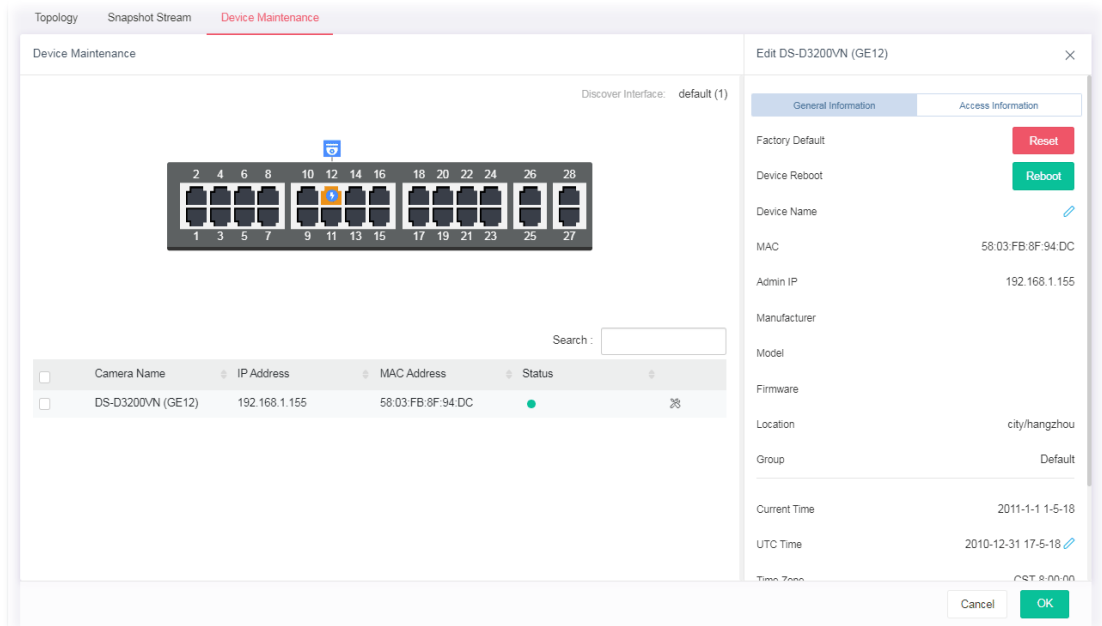 Topology Snapshot Stream Device Maintenance
Device Maintenance
Discover Interface: default (1)
2 4 6 8 10 12 14 16 18 20 22 24 26 28
1 3 5 7 9 11 13 15 17 19 21 23 25 27
Search :
Camera Name IP Address MAC Address Status
DS-D3200VN (GE12) 192.168.1.155 58:03:FB:8F:94:DC
Edit DS-D3200VN (GE12)
General Information Access Information
Factory Default Reset
Device Reboot Reboot
Device Name
MAC 58:03:FB:8F:94:DC
Admin IP 192.168.1.155
Manufacturer
Model
Firmware
Location city/hangzhou
Group Default
Current Time 2011-1-1 1-5-18
UTC Time 2010-12-31 17-5-18
Time Zone CST 8:00:00
Cancel OK